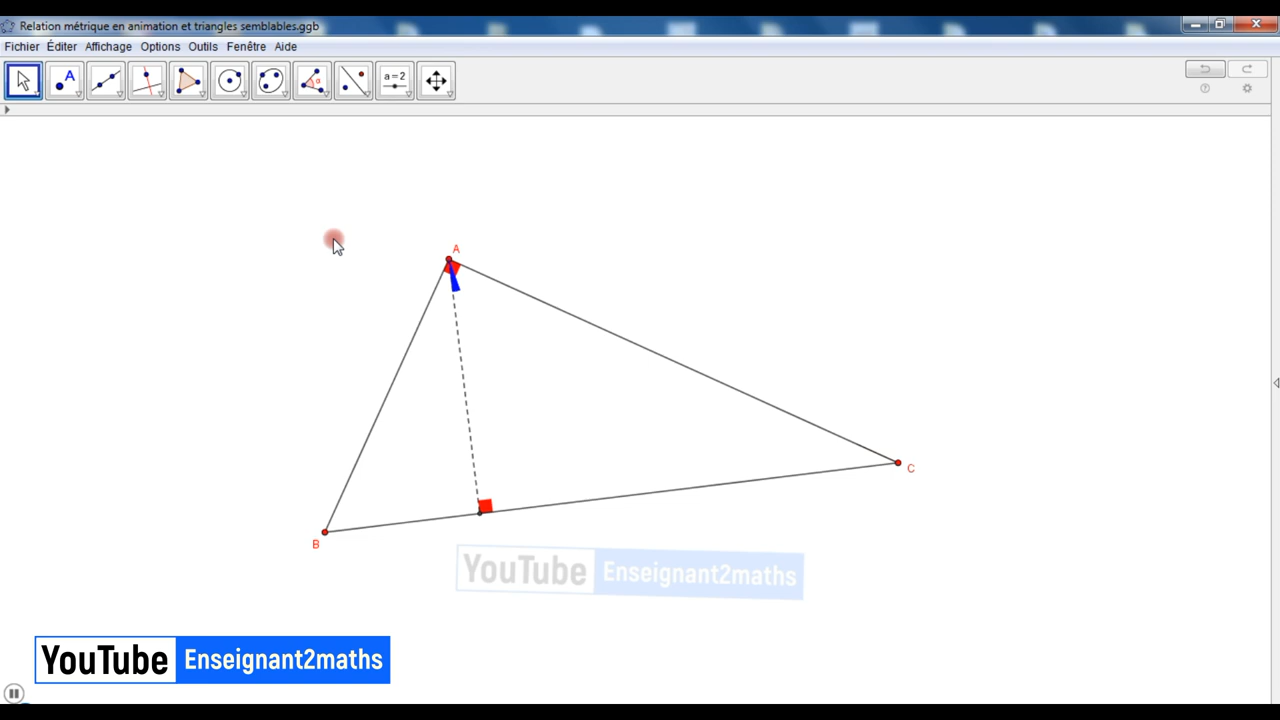 Relation métrique en animation et triangles semblables.ggb
Fichier Éditer Affichage Options Outils Fenêtre Aide
A
α
a=2
A
C
B
YouTube Enseignant2maths
YouTube Enseignant2maths